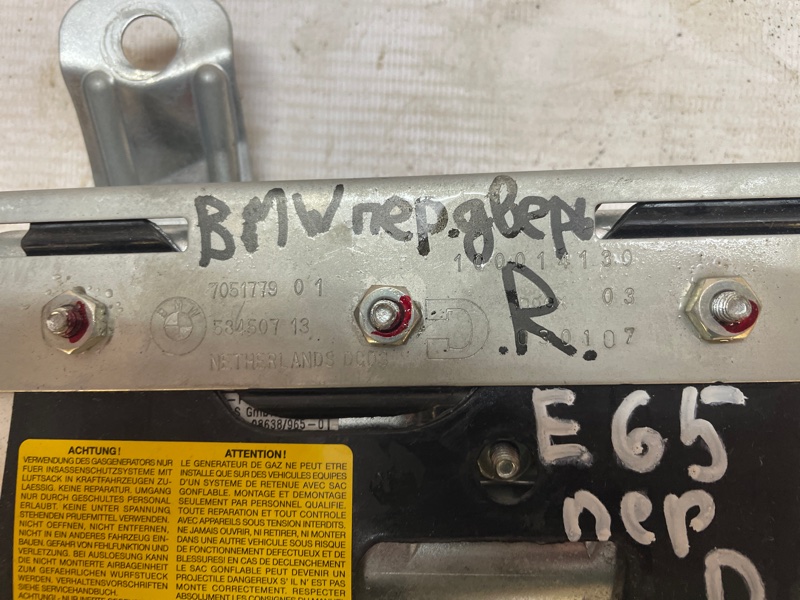 BMW пер.дверь
.R.
7051779 01
534507 13
03
NETHERLANDS
E65
пер
08638/965-01
ACHTUNG!
VERWENDUNG DES GASGENERATORS NUR
FUER INSASSENSCHUTZSYSTEME MIT
LUFTSACK IN KRAFTFAHRZEUGEN ZU-
LAESSIG. KEINE REPARATUR. UMGANG
NUR DURCH GESCHULTES PERSONAL
ERLAUBT. KEINE UNTER SPANNUNG
STEHENDEN PRUEFMITTEL VERWENDEN.
NICHT OEFFNEN, NICHT ENTFERNEN,
NICHT IN EIN ANDERES FAHRZEUG EIN-
BAUEN. GEFAHR VON FEHLFUNKTION UND
VERLETZUNG. BEI AUSLOESUNG KANN
DIE NICHT MONTIERTE AIRBAGEINHEIT
ZUM GEFAEHRLICHEN WURFSTUECK
WERDEN. VERHALTENSVORSCHRIFTEN
SIEHE SERVICEHANDBUCH.
ATTENTION!
LE GENERATEUR DE GAZ NE PEUT ETRE
INSTALLE QUE SUR DES VEHICULES EQUIPES
D'UN SYSTEME DE RETENUE AVEC SAC
GONFLABLE. MONTAGE ET DEMONTAGE
SEULEMENT PAR PERSONNEL QUALIFIE.
TOUTE REPARATION ET TOUT CONTROLE
AVEC APPAREILS SOUS TENSION INTERDITS.
NE JAMAIS OUVRIR, NI RETIRER, NI MONTER
DANS UNE AUTRE VEHICULE SOUS RISQUE
DE FONCTIONNEMENT DEFECTUEUX ET DE
BLESSURES! EN CAS DE DECLENCHEMENT
LE SAC GONFLABLE PEUT DEVENIR UN
PROJECTILE DANGEREUX S' IL N'EST PAS
MONTE CORRECTEMENT. RESPECTER